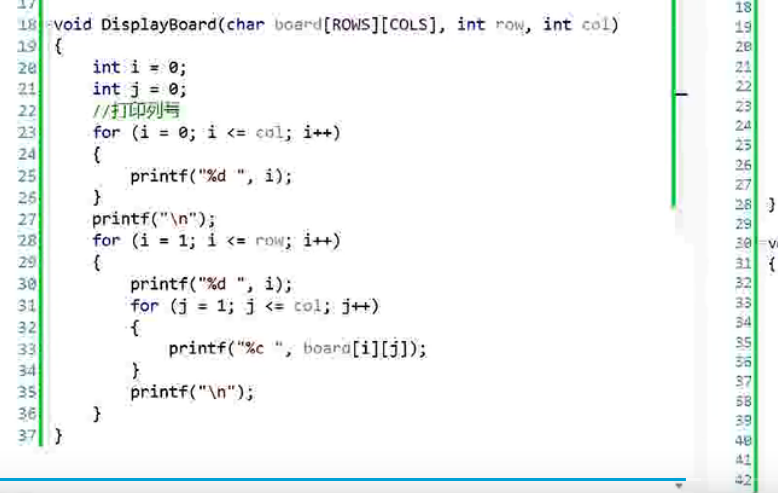 17
18 void DisplayBoard(char board[ROWS][COLS], int row, int col)
19 {
20 int i = 0;
21 int j = 0;
22 //打印列号
23 for (i = 0; i <= col; i++)
24 {
25 printf("%d ", i);
26 }
27 printf("\n");
28 for (i = 1; i <= row; i++)
29 {
30 printf("%d ", i);
31 for (j = 1; j <= col; j++)
32 {
33 printf("%c ", board[i][j]);
34 }
35 printf("\n");
36 }
37 }
18
19
20
21
22
23
24
25
26
27
28 }
29
30 v
31 {
32
33
34
35
36
37
38
39
40
41
42